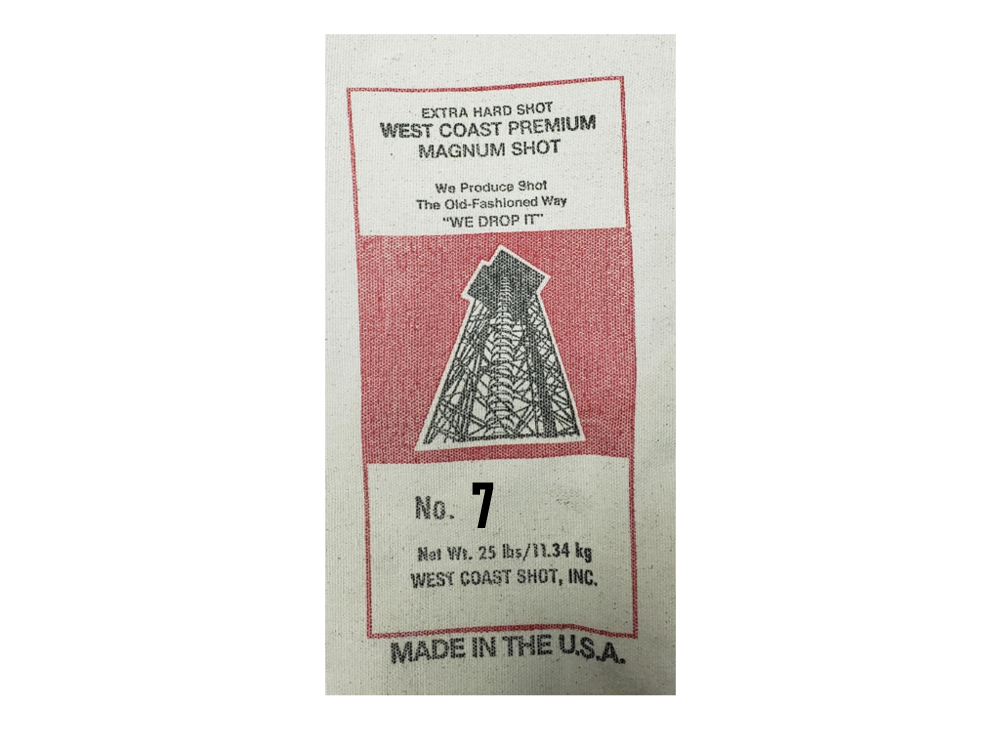 EXTRA HARD SHOT
WEST COAST PREMIUM
MAGNUM SHOT
We Produce Shot
The Old-Fashioned Way
"WE DROP IT"
No. 7
Net Wt. 25 lbs/11.34 kg
WEST COAST SHOT, INC.
MADE IN THE U.S.A.